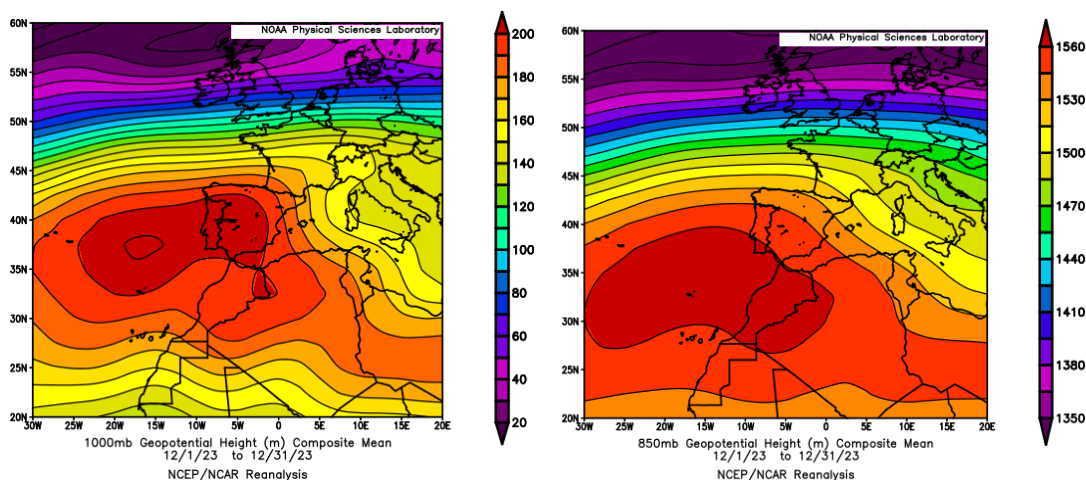 NOAA Physical Sciences Laboratory
60N
55N
50N
45N
40N
35N
30N
25N
20N
30W 25W 20W 15W 10W 5W 0 5E 10E 15E 20E
200
180
160
140
120
100
80
60
40
20
1000mb Geopotential Height (m) Composite Mean
12/1/23 to 12/31/23
NCEP/NCAR Reanalysis
NOAA Physical Sciences Laboratory
60N
55N
50N
45N
40N
35N
30N
25N
20N
30W 25W 20W 15W 10W 5W 0 5E 10E 15E 20E
1560
1530
1500
1470
1440
1410
1380
1350
850mb Geopotential Height (m) Composite Mean
12/1/23 to 12/31/23
NCEP/NCAR Reanalysis